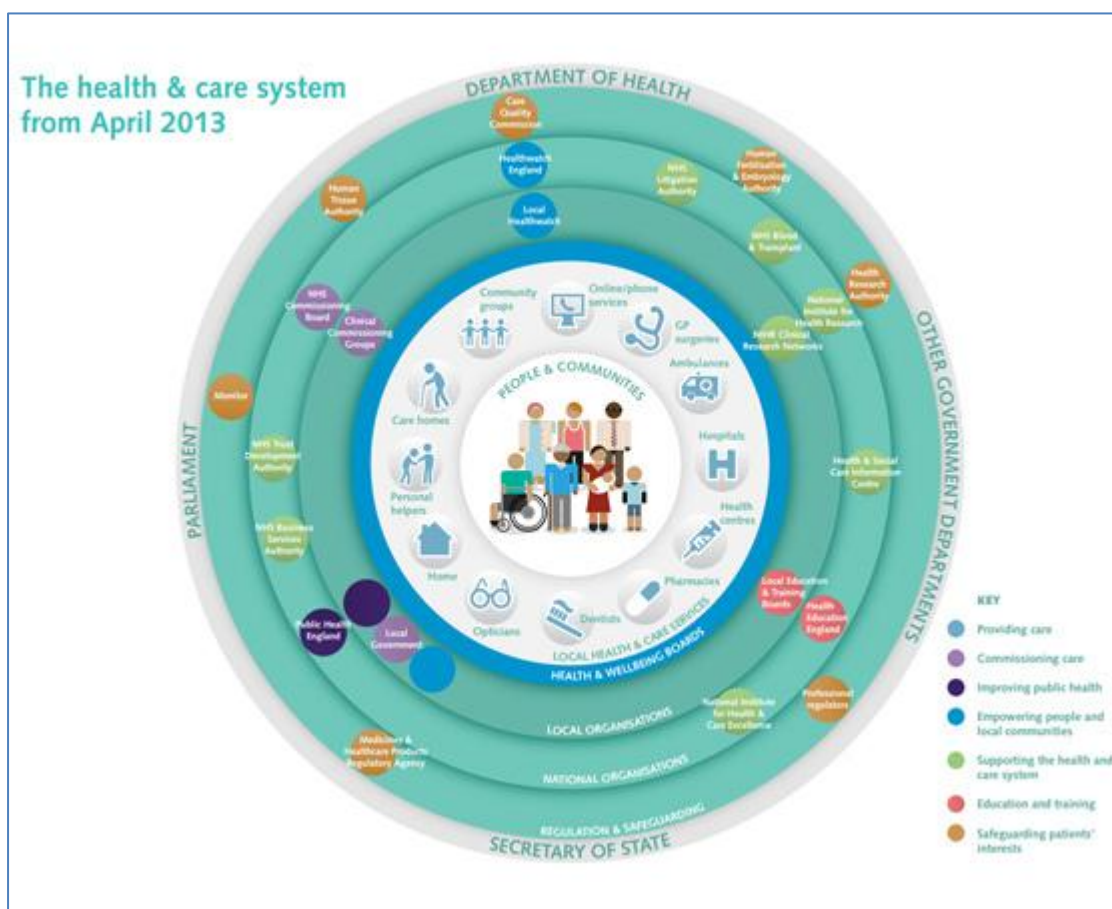 The health & care system
from April 2013
DEPARTMENT OF HEALTH
Care
Quality
Commission
Healthwatch
England
Local
Healthwatch
NHS
Litigation
Authority
Human
Fertilisation
& Embryology
Authority
Human
Tissue
Authority
NHS Blood
& Transplant
Health
Research
Authority
National
Institute for
Health Research
NIHR Clinical
Research Networks
NHS
Commissioning
Board
Clinical
Commissioning
Groups
Community
groups
Online/phone
services
GP
surgeries
Ambulances
PEOPLE & COMMUNITIES
Care homes
Hospitals
Personal
helpers
Health
centres
Home
Pharmacies
Opticians
Dentists
LOCAL HEALTH & CARE SERVICES
HEALTH & WELLBEING BOARDS
Monitor
PARLIAMENT
OTHER GOVERNMENT DEPARTMENTS
NHS Trust
Development
Authority
Health & Social
Care Information
Centre
NHS Business
Services
Authority
Local Education
& Training
Boards
Health
Education
England
Public Health
England
Local
Government
Professional
regulators
National Institute
for Health &
Care Excellence
LOCAL ORGANISATIONS
Medicines &
Healthcare Products
Regulatory Agency
NATIONAL ORGANISATIONS
REGULATION & SAFEGUARDING
SECRETARY OF STATE
KEY
Providing care
Commissioning care
Improving public health
Empowering people and
local communities
Supporting the health and
care system
Education and training
Safeguarding patients'
interests